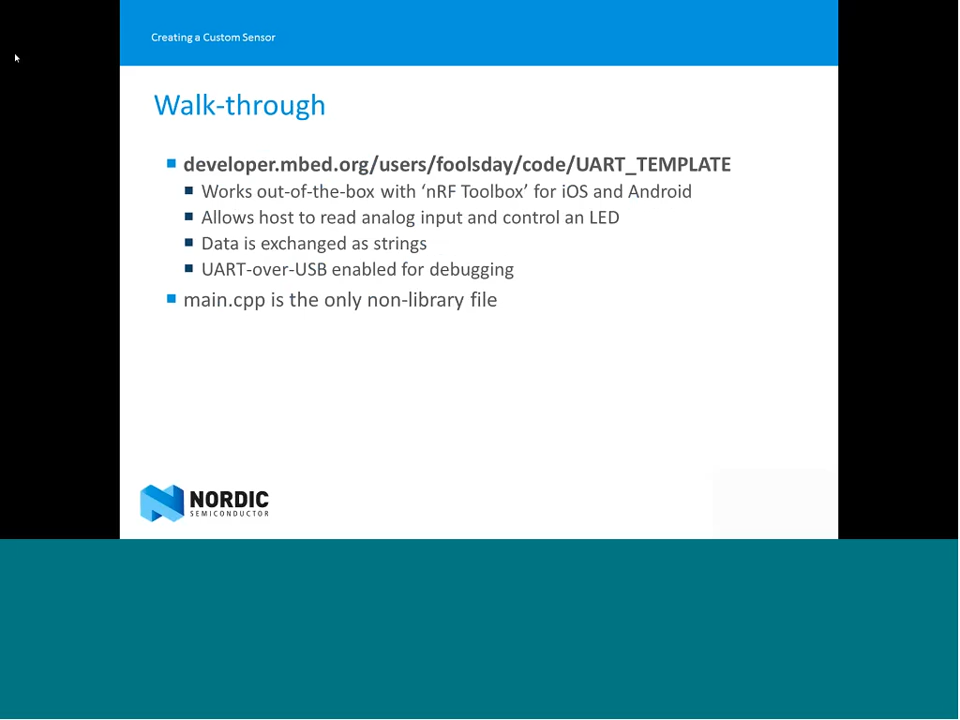 Creating a Custom Sensor
Walk-through
developer.mbed.org/users/foolsday/code/UART_TEMPLATE
Works out-of-the-box with ‘nRF Toolbox’ for iOS and Android
Allows host to read analog input and control an LED
Data is exchanged as strings
UART-over-USB enabled for debugging
main.cpp is the only non-library file
NORDIC
SEMICONDUCTOR